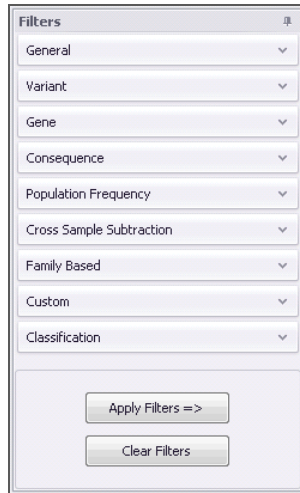 Filters
General
Variant
Gene
Consequence
Population Frequency
Cross Sample Subtraction
Family Based
Custom
Classification
Apply Filters =>
Clear Filters